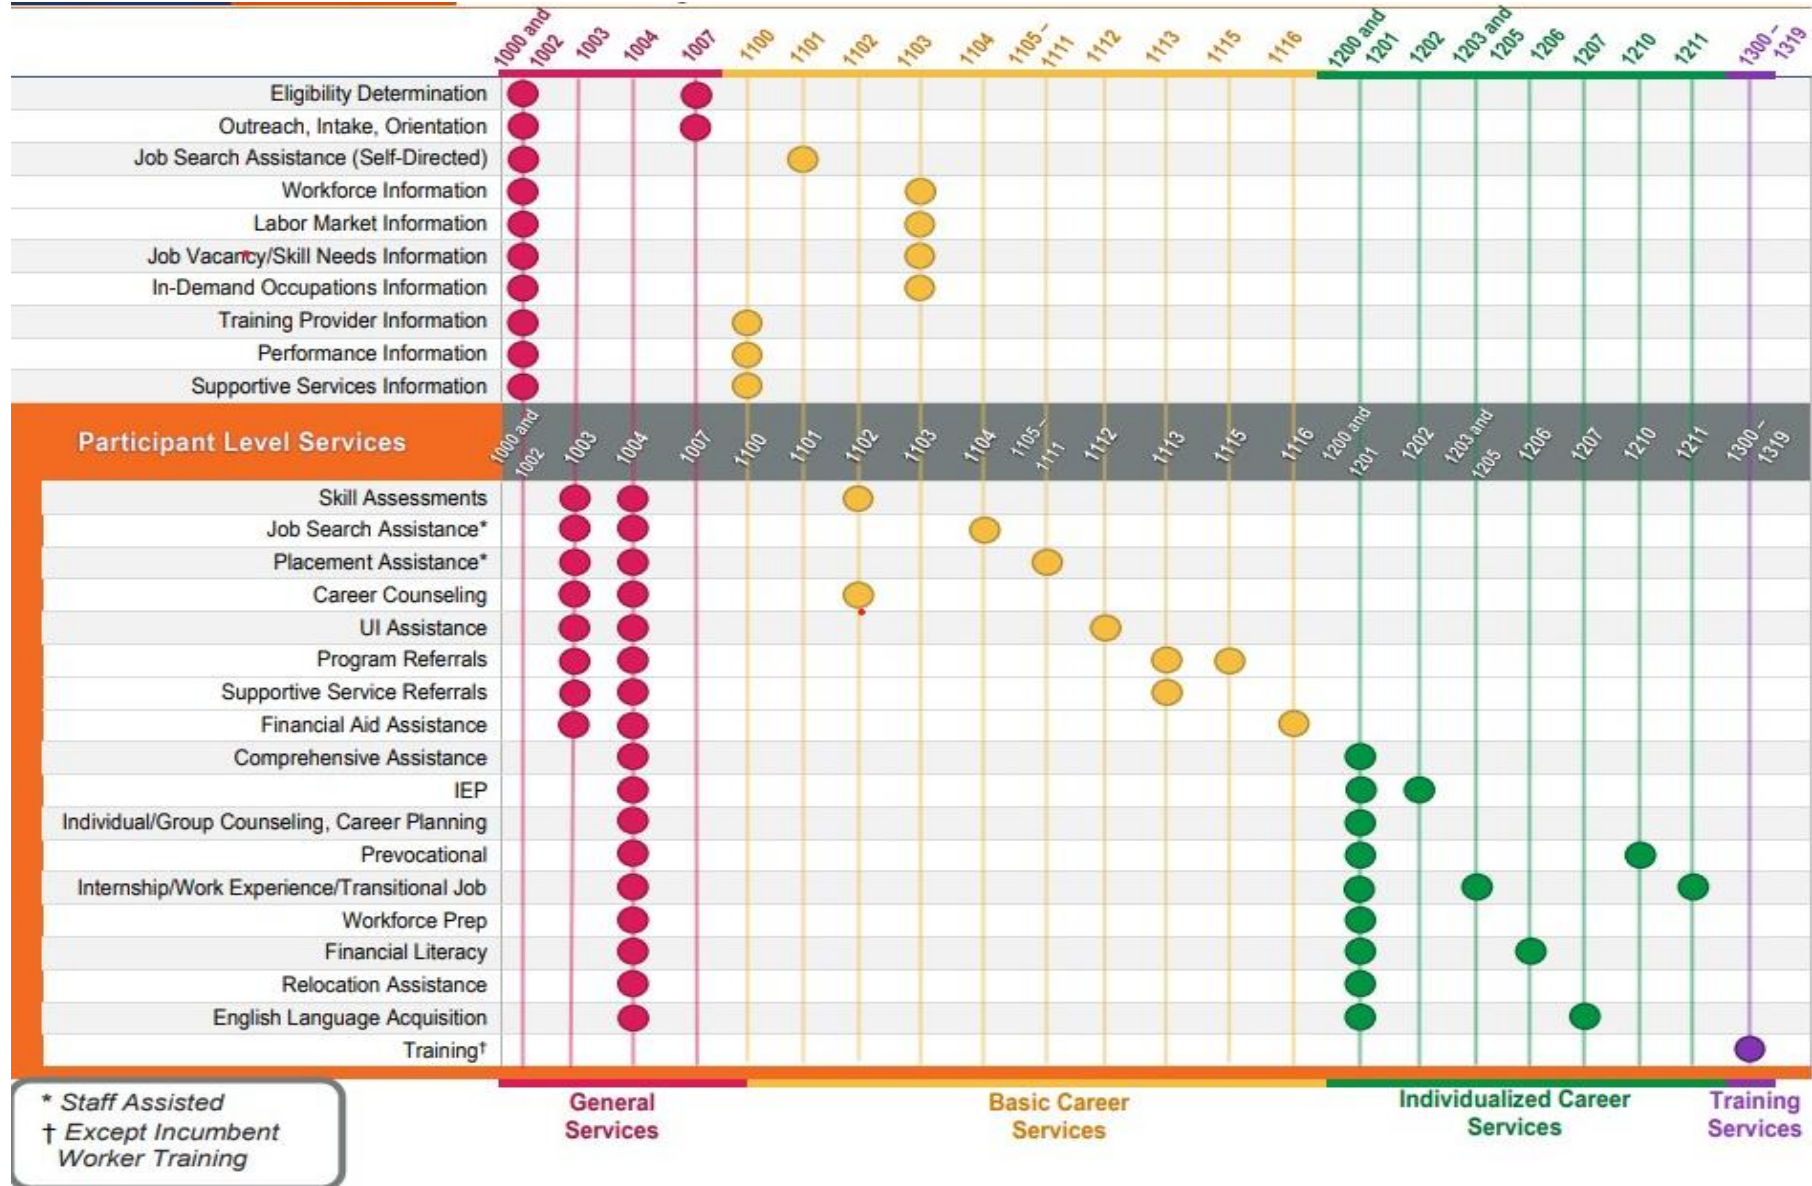 1000 and
1002
1003
1004
1007
1100
1101
1102
1103
1104
1105 –
1111
1112
1113
1115
1116
1200 and
1201
1202
1203 and
1205
1206
1207
1210
1211
1300 –
1319
Eligibility Determination
Outreach, Intake, Orientation
Job Search Assistance (Self-Directed)
Workforce Information
Labor Market Information
Job Vacancy/Skill Needs Information
In-Demand Occupations Information
Training Provider Information
Performance Information
Supportive Services Information
Participant Level Services
1000 and
1002
1003
1004
1007
1100
1101
1102
1103
1104
1105 –
1111
1112
1113
1115
1116
1200 and
1201
1202
1203 and
1205
1206
1207
1210
1211
1300 –
1319
Skill Assessments
Job Search Assistance*
Placement Assistance*
Career Counseling
UI Assistance
Program Referrals
Supportive Service Referrals
Financial Aid Assistance
Comprehensive Assistance
IEP
Individual/Group Counseling, Career Planning
Prevocational
Internship/Work Experience/Transitional Job
Workforce Prep
Financial Literacy
Relocation Assistance
English Language Acquisition
Training†
* Staff Assisted
† Except Incumbent
Worker Training
General
Services
Basic Career
Services
Individualized Career
Services
Training
Services